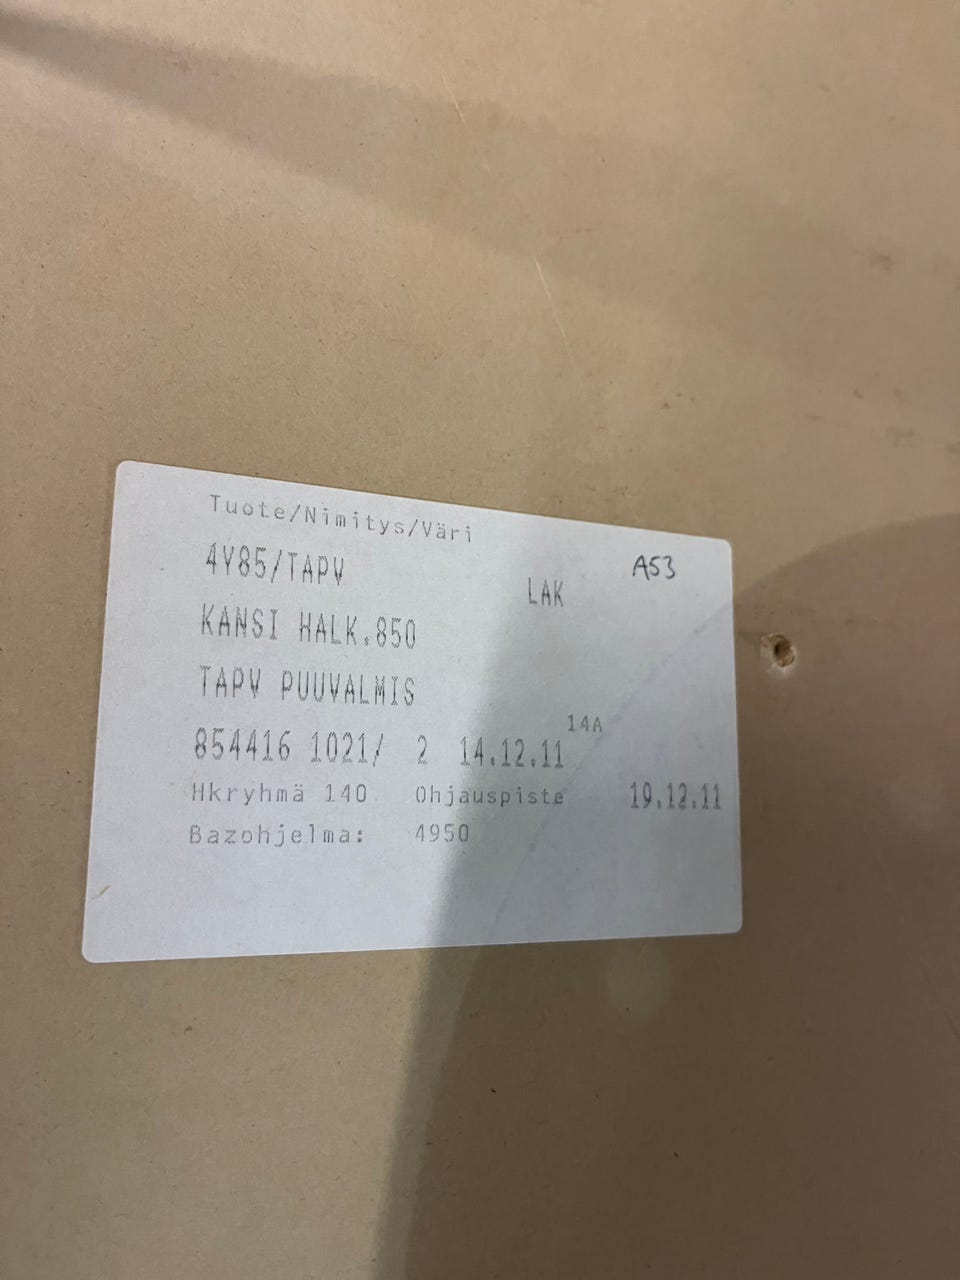 Tuote/Nimitys/Väri
4V85/TAPV LAK A53
KANSI HALK.850
TAPV PUUVALMIS
14A
854416 1021/ 2 14.12.11
Hkryhmä 140 Ohjauspiste 19.12.11
Bazohjelma: 4950